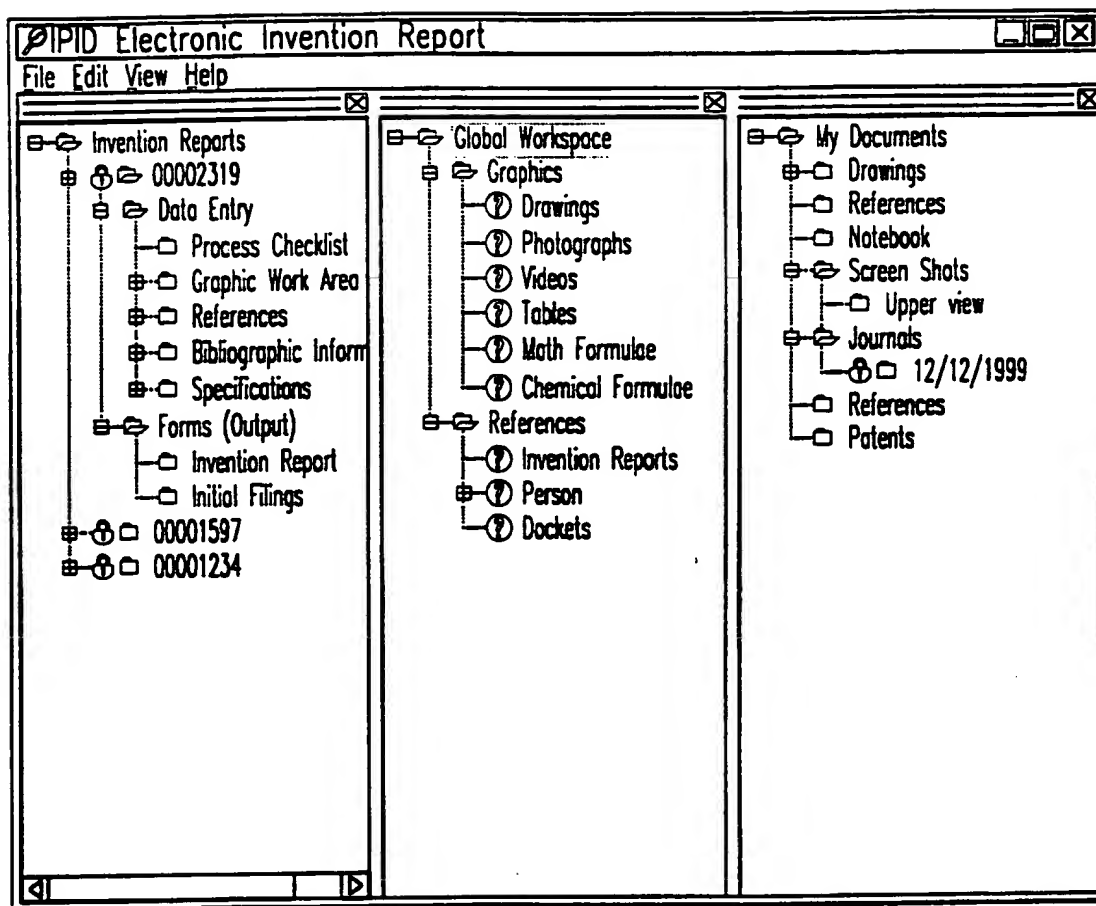 IPID Electronic Invention Report
File Edit View Help
Invention Reports
00002319
Data Entry
Process Checklist
Graphic Work Area
References
Bibliographic Inform
Specifications
Forms (Output)
Invention Report
Initial Filings
00001597
00001234
Global Workspace
Graphics
Drawings
Photographs
Videos
Tables
Math Formulae
Chemical Formulae
References
Invention Reports
Person
Dockets
My Documents
Drawings
References
Notebook
Screen Shots
Upper view
Journals
12/12/1999
References
Patents